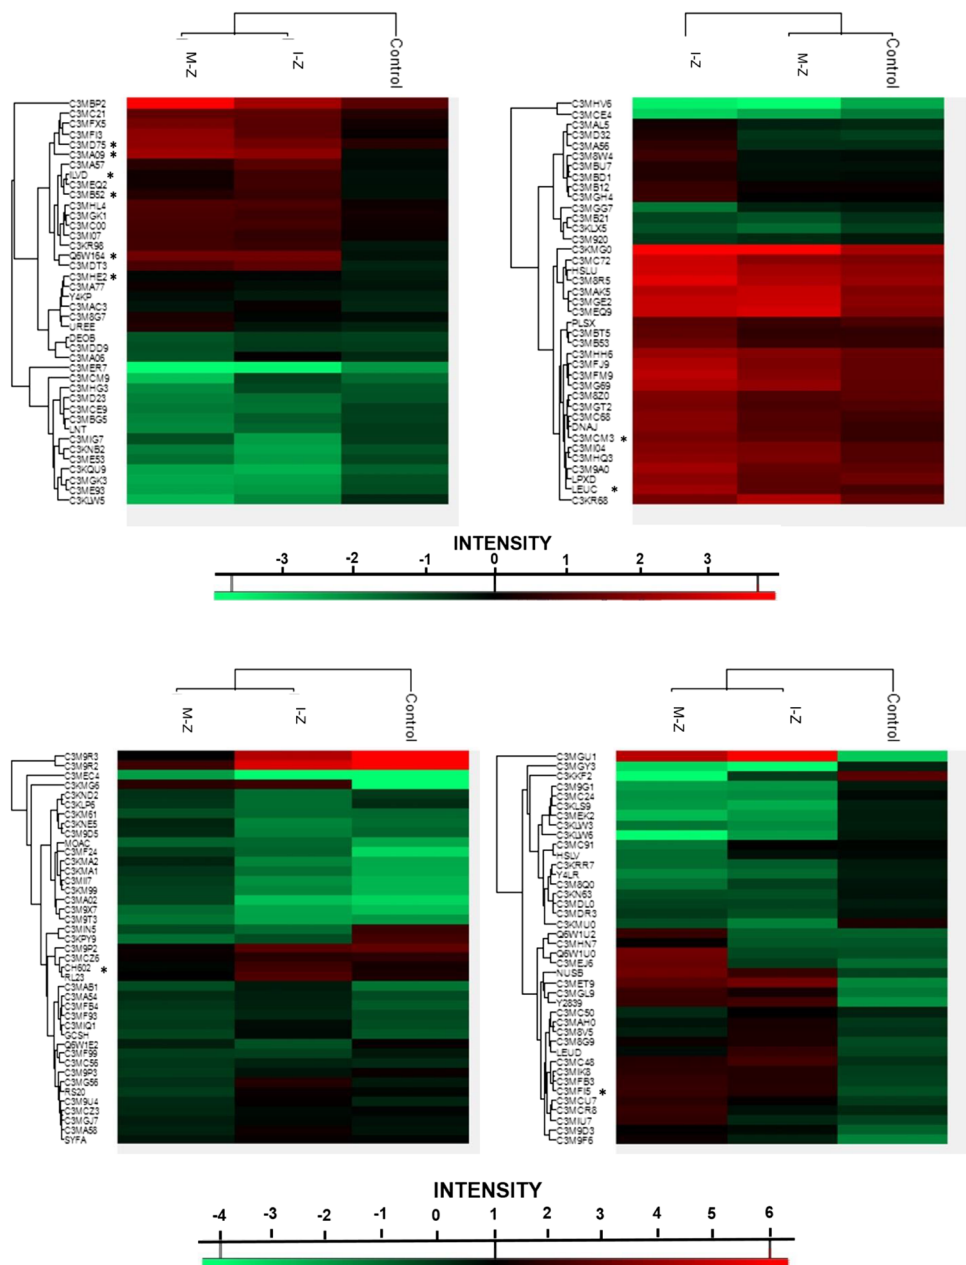 M-Z
I-Z
Control
C3MBP2
C3MC21
C3MFX5
C3MFI3
C3MD75 *
C3MA09 *
C3MA57
ILVD *
C3MEQ2
C3MB52 *
C3MHL4
C3MGK1
C3MC00
C3MI07
C3KR98
Q6W164 *
C3MDT3
C3MHE2 *
C3MA77
Y4KP
C3MAC3
C3M8G7
UREE
DEOB
C3MDD9
C3MA06
C3MER7
C3MCM9
C3MHG3
C3MD23
C3MCE9
C3MBG5
LNT
C3MIG7
C3KNB2
C3ME53
C3KQU9
C3MGK3
C3ME93
C3KLW5
I-Z
M-Z
Control
C3MHV6
C3MCE4
C3MAL5
C3MD32
C3MA56
C3M8W4
C3MBU7
C3MBD1
C3MB12
C3MGH4
C3MGG7
C3MB21
C3KLX5
C3M920
C3KMG0
C3MC72
HSLU
C3M8R5
C3MAK5
C3MGE2
C3MEQ9
PLSX
C3MBT5
C3MB53
C3MHH6
C3MFJ9
C3MFM9
C3MG69
C3M8Z0
C3MGT2
C3MC68
DNAJ
C3MCM3 *
C3MI04
C3MHQ3
C3M9A0
LPXD
LEUC *
C3KR68
INTENSITY
-3 -2 -1 0 1 2 3
M-Z
I-Z
Control
C3M9R3
C3M9R2
C3MEC4
C3KMG6
C3KND2
C3KLP6
C3KM61
C3KNE5
C3M9D5
MQAC
C3MF24
C3KMA2
C3KMA1
C3MII7
C3KM99
C3MA02
C3M9X7
C3M9T3
C3MIN5
C3KPY9
C3M9P2
C3MCZ6
CH602 *
RL23
C3MAB1
C3MA54
C3MFB4
C3MF93
C3MIQ1
GCSH
Q6W1E2
C3MF99
C3MC56
C3M9P3
C3MG56
RS20
C3M9U4
C3MCZ3
C3MGJ7
C3MA58
SYFA
M-Z
I-Z
Control
C3MGU1
C3MGY3
C3KKF2
C3M9G1
C3MC24
C3KLS9
C3MEK2
C3KLW3
C3KLW6
C3MC91
HSLV
C3KRR7
Y4LR
C3M8Q0
C3KN63
C3MDL0
C3MDR3
C3KMU0
Q6W1U2
C3MHN7
Q6W1U0
C3MEJ6
NUSB
C3MET9
C3MGL9
Y2839
C3MC50
C3MAH0
C3M8V5
C3M8G9
LEUD
C3MC48
C3MIK8
C3MFB3
C3MFI5 *
C3MCU7
C3MCR8
C3MIU7
C3M9D3
C3M9F6
INTENSITY
-4 -3 -2 -1 0 1 2 3 4 5 6